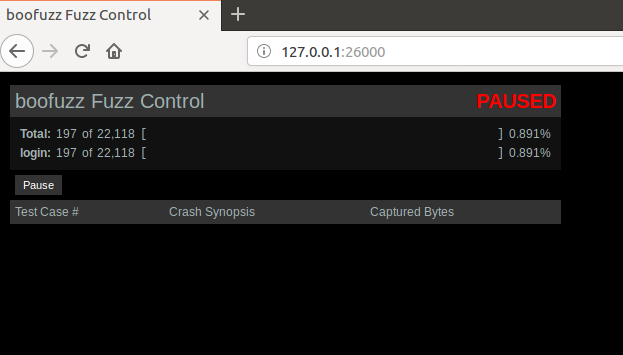 boofuzz Fuzz Control
127.0.0.1:26000
boofuzz Fuzz Control PAUSED
Total: 197 of 22,118 [ ] 0.891%
login: 197 of 22,118 [ ] 0.891%
Pause
Test Case # Crash Synopsis Captured Bytes